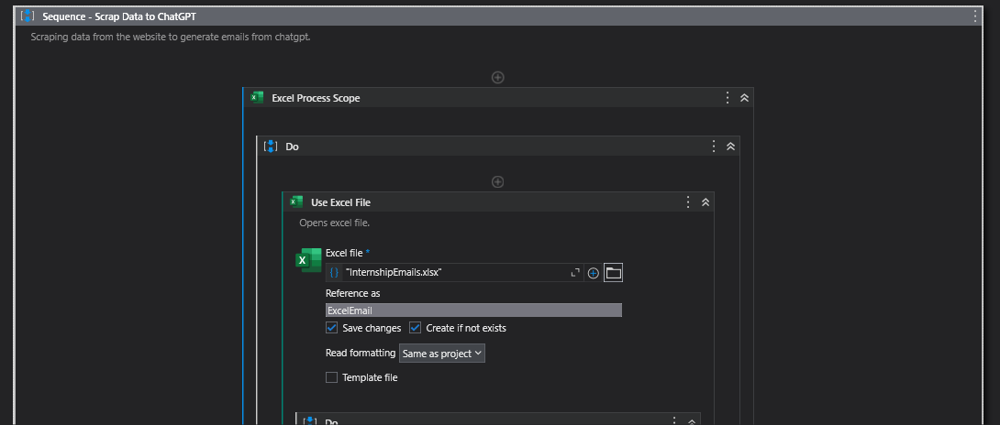 Sequence - Scrap Data to ChatGPT
Scraping data from the website to generate emails from chatgpt.
Excel Process Scope
Do
Use Excel File
Opens excel file.
Excel file *
"InternshipEmails.xlsx"
Reference as
ExcelEmail
Save changes Create if not exists
Read formatting Same as project
Template file
Do